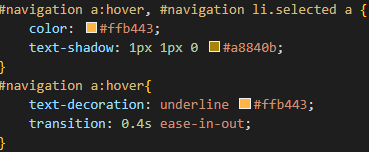 #navigation a:hover, #navigation li.selected a {
color: #ffb443;
text-shadow: 1px 1px 0 #a8840b;
}
#navigation a:hover{
text-decoration: underline #ffb443;
transition: 0.4s ease-in-out;
}